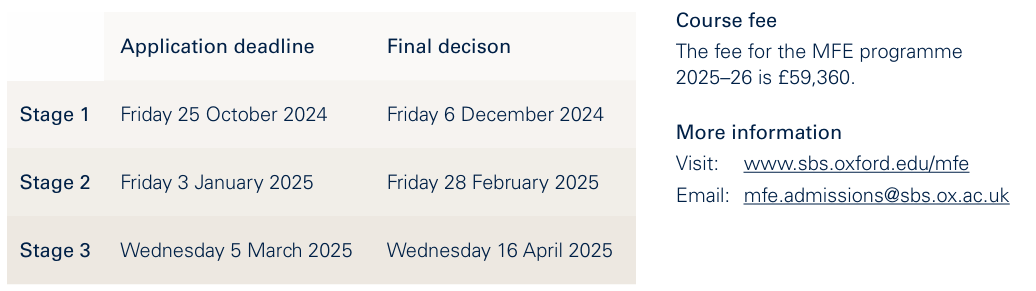 Application deadline Final decison
Stage 1 Friday 25 October 2024 Friday 6 December 2024
Stage 2 Friday 3 January 2025 Friday 28 February 2025
Stage 3 Wednesday 5 March 2025 Wednesday 16 April 2025
Course fee
The fee for the MFE programme
2025–26 is £59,360.
More information
Visit: www.sbs.oxford.edu/mfe
Email: mfe.admissions@sbs.ox.ac.uk